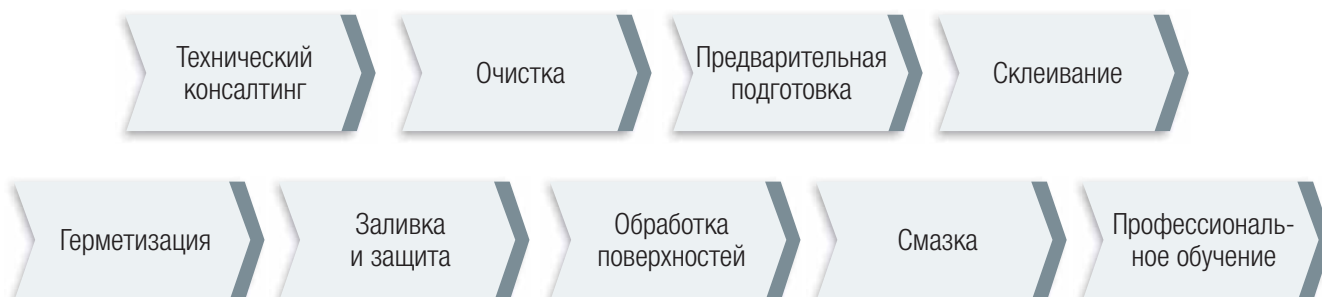 Технический
консалтинг
Очистка
Предварительная
подготовка
Склеивание
Герметизация
Заливка
и защита
Обработка
поверхностей
Смазка
Профессиональ-
ное обучение